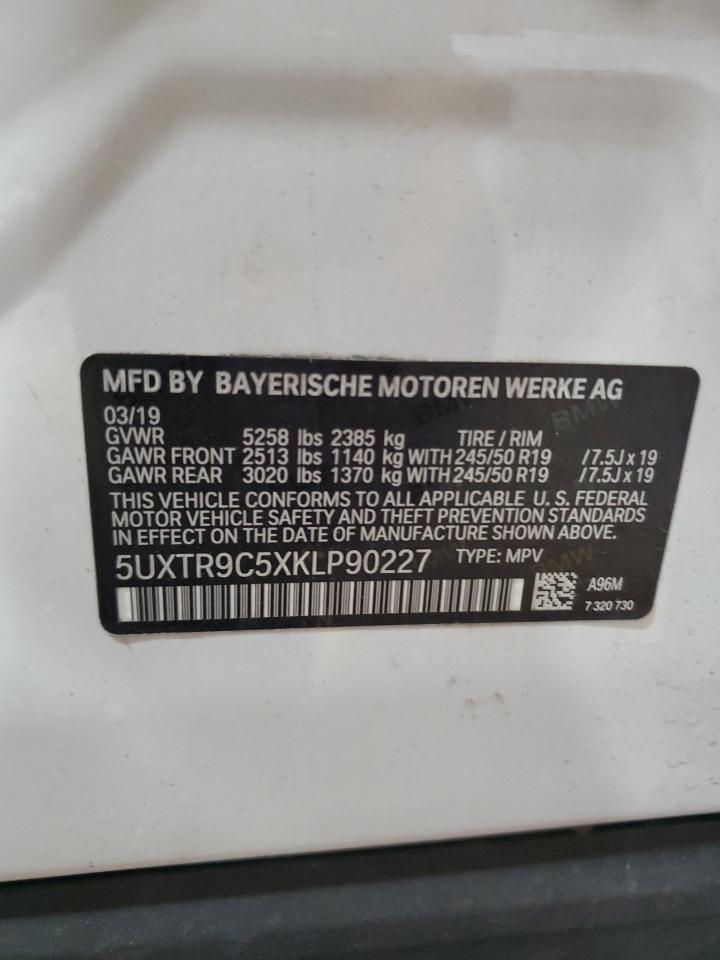 MFD BY BAYERISCHE MOTOREN WERKE AG
03/19
GVWR 5258 lbs 2385 kg TIRE / RIM
GAWR FRONT 2513 lbs 1140 kg WITH 245/50 R19 /7.5J x 19
GAWR REAR 3020 lbs 1370 kg WITH 245/50 R19 /7.5J x 19
THIS VEHICLE CONFORMS TO ALL APPLICABLE U. S. FEDERAL
MOTOR VEHICLE SAFETY AND THEFT PREVENTION STANDARDS
IN EFFECT ON THE DATE OF MANUFACTURE SHOWN ABOVE.
5UXTR9C5XKLP90227 TYPE: MPV
A96M
7 320 730
BMW
BMW
BMW